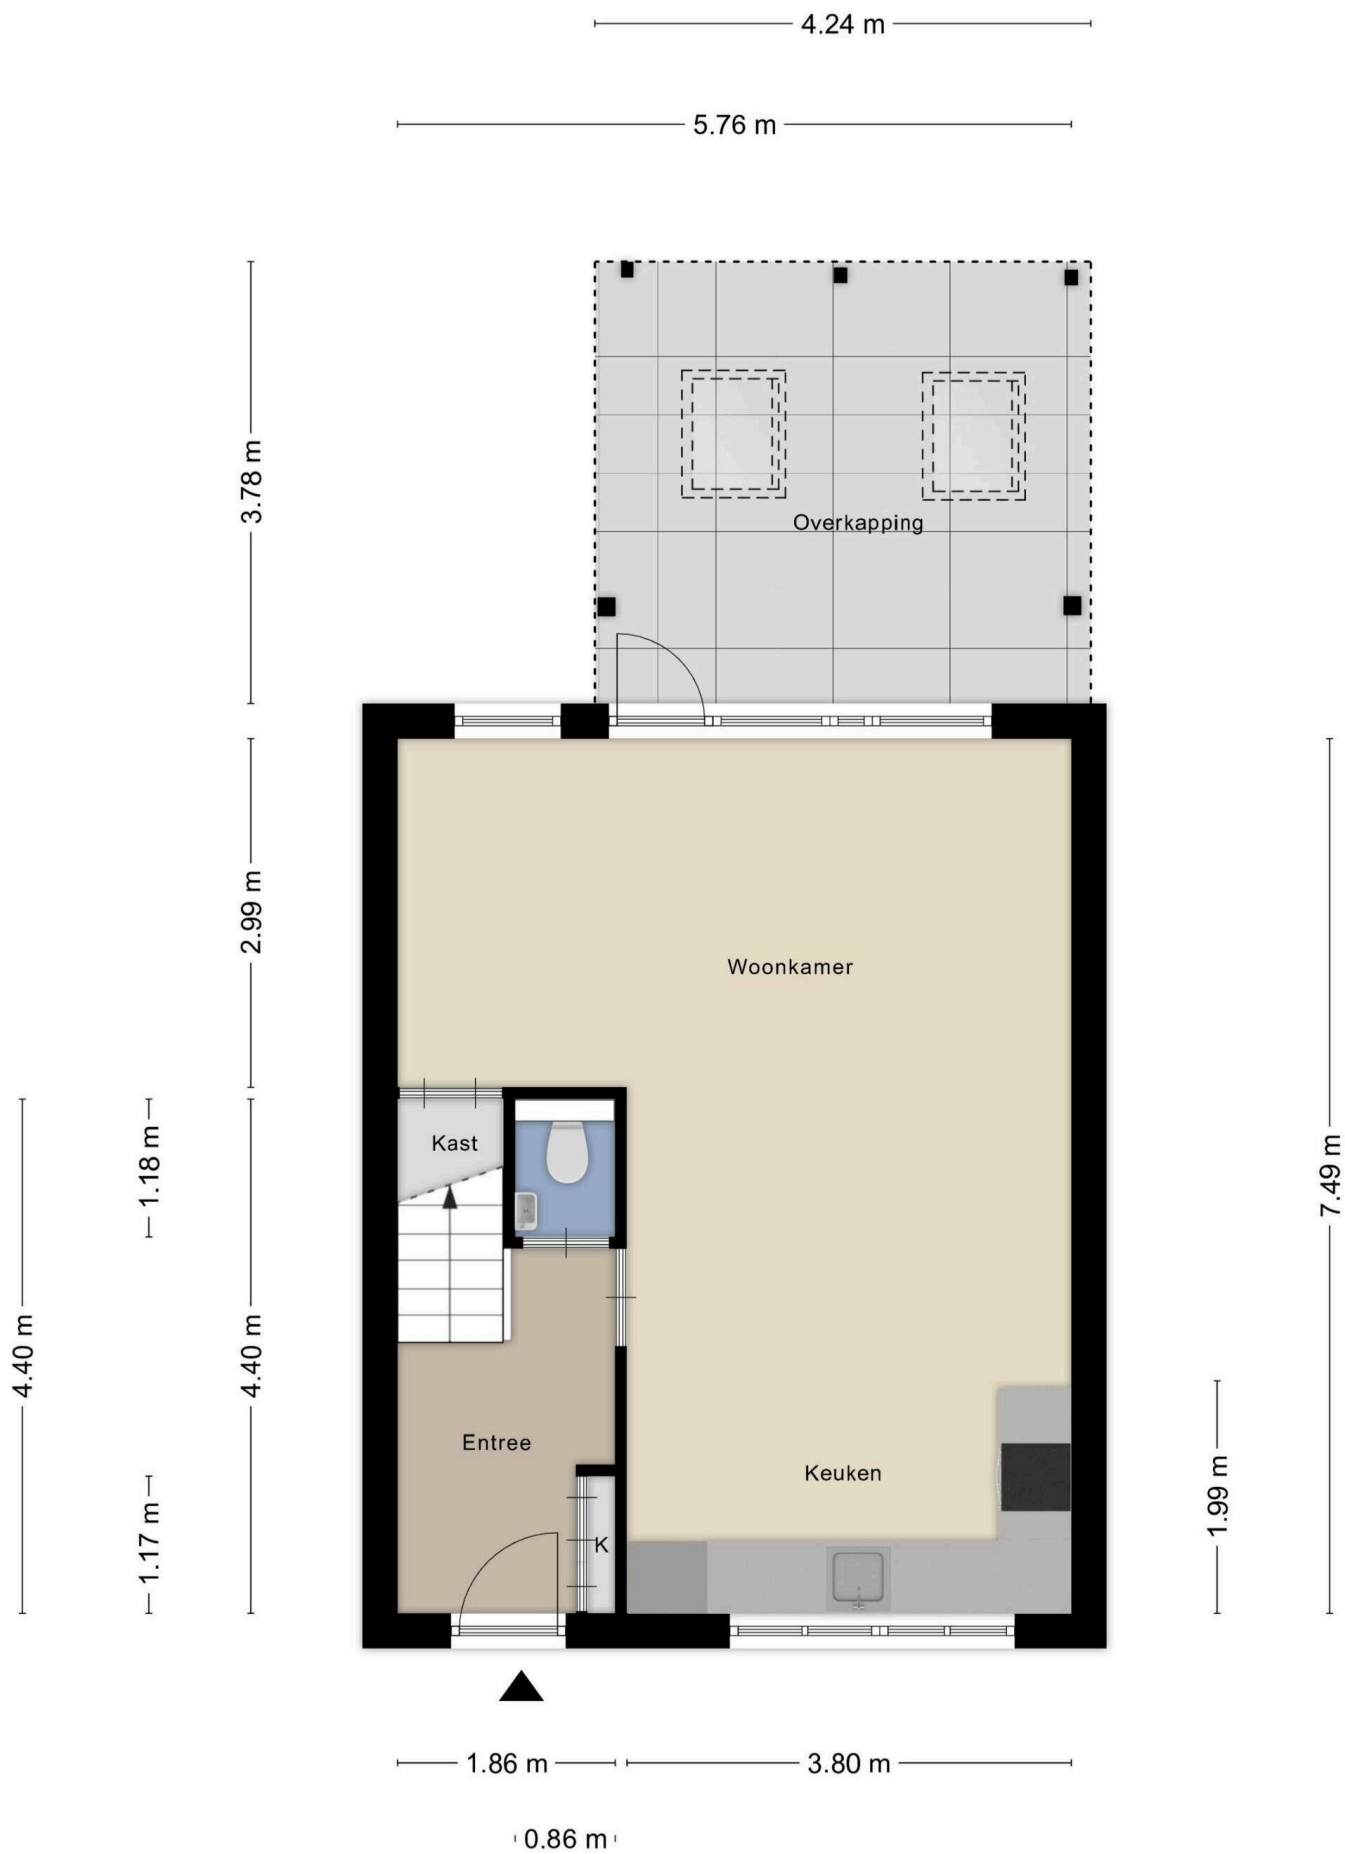 4.24 m
5.76 m
3.78 m
Overkapping
2.99 m
Woonkamer
Kast
1.18 m
7.49 m
4.40 m
4.40 m
Entree
Keuken
1.99 m
1.17 m
K
1.86 m
3.80 m
0.86 m